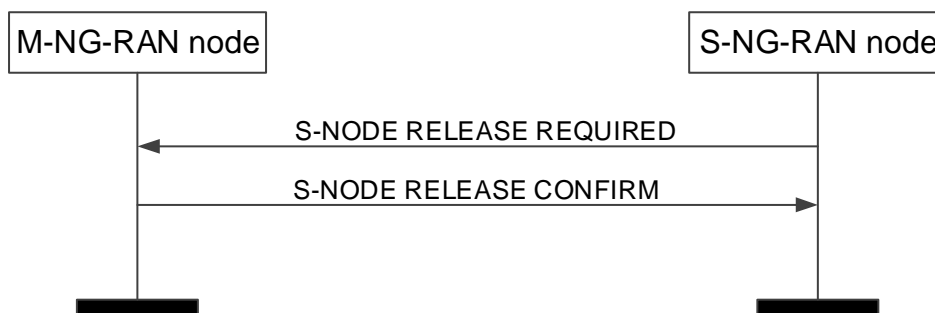 M-NG-RAN node
S-NG-RAN node
S-NODE RELEASE REQUIRED
S-NODE RELEASE CONFIRM